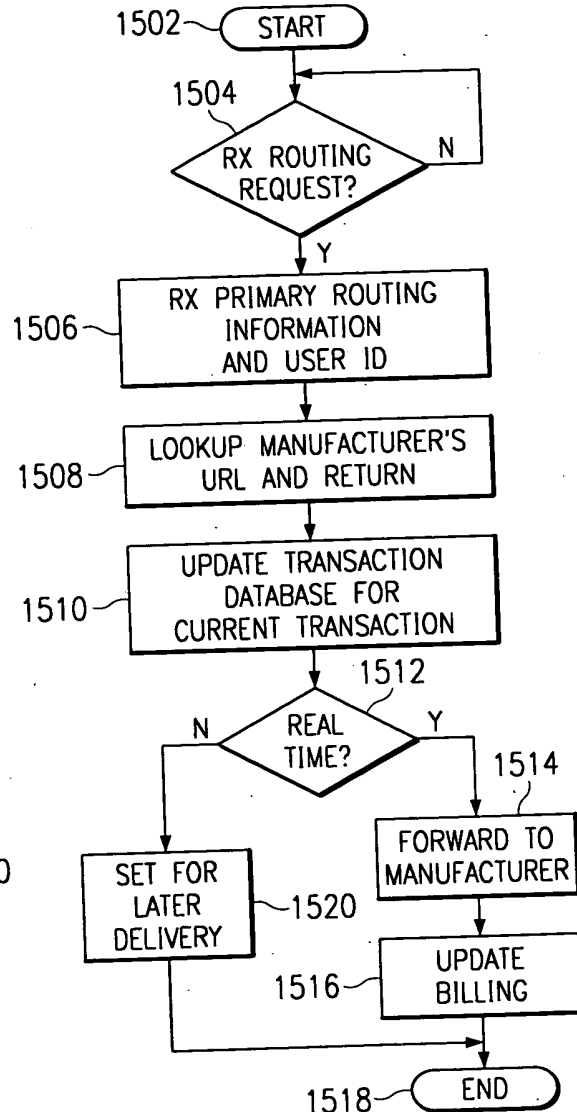 1502
START
1504
RX ROUTING
REQUEST?
N
Y
1506
RX PRIMARY ROUTING
INFORMATION
AND USER ID
1508
LOOKUP MANUFACTURER'S
URL AND RETURN
1510
UPDATE TRANSACTION
DATABASE FOR
CURRENT TRANSACTION
1512
N
REAL
TIME?
Y
1514
FORWARD TO
MANUFACTURER
0
SET FOR
LATER
DELIVERY
1520
1516
UPDATE
BILLING
1518
END